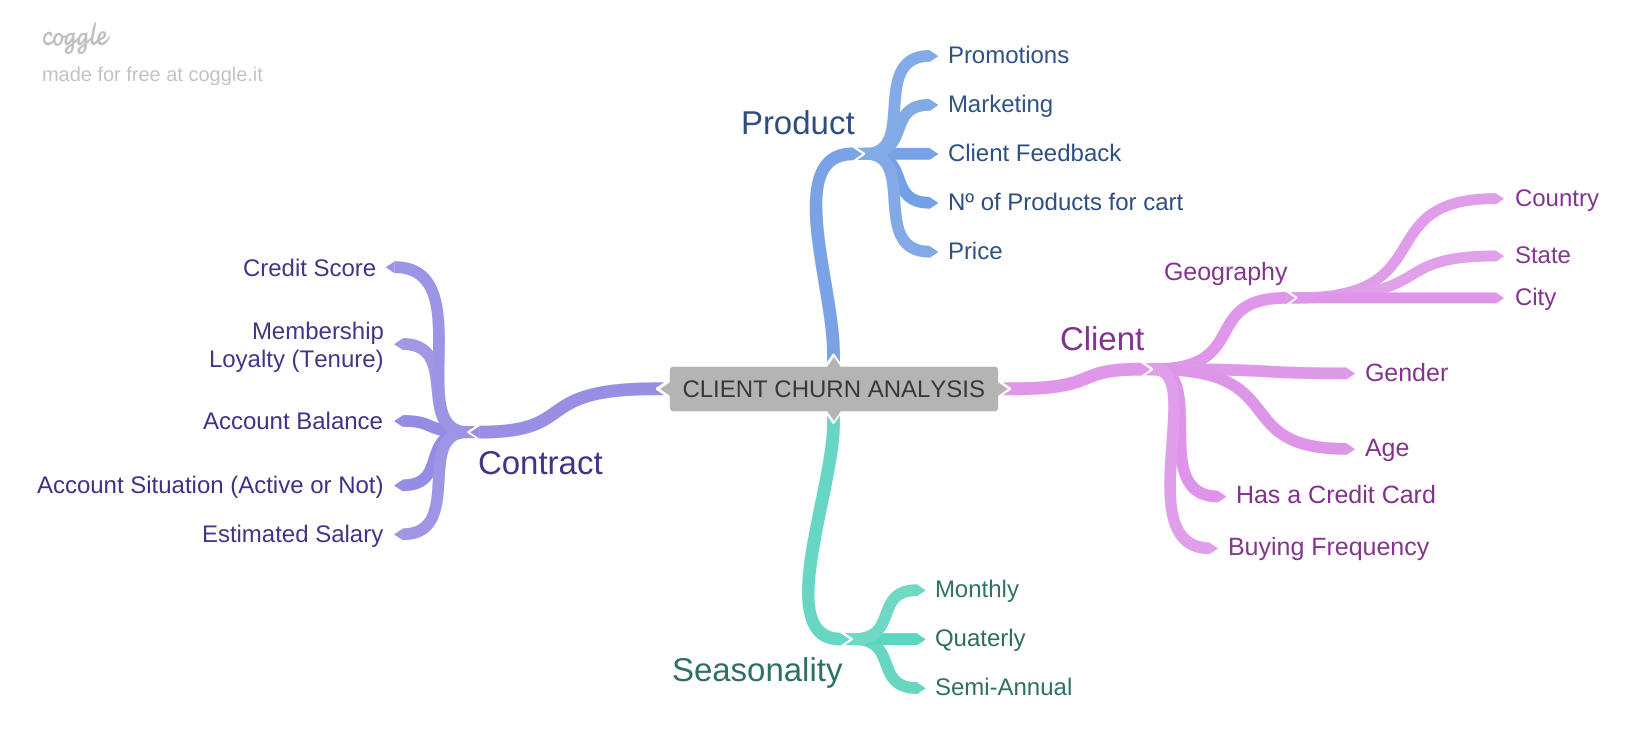 coggle
made for free at coggle.it
Product
Promotions
Marketing
Client Feedback
Nº of Products for cart
Price
Client
Geography
Country
State
City
Gender
Age
Has a Credit Card
Buying Frequency
CLIENT CHURN ANALYSIS
Contract
Credit Score
Membership
Loyalty (Tenure)
Account Balance
Account Situation (Active or Not)
Estimated Salary
Seasonality
Monthly
Quaterly
Semi-Annual